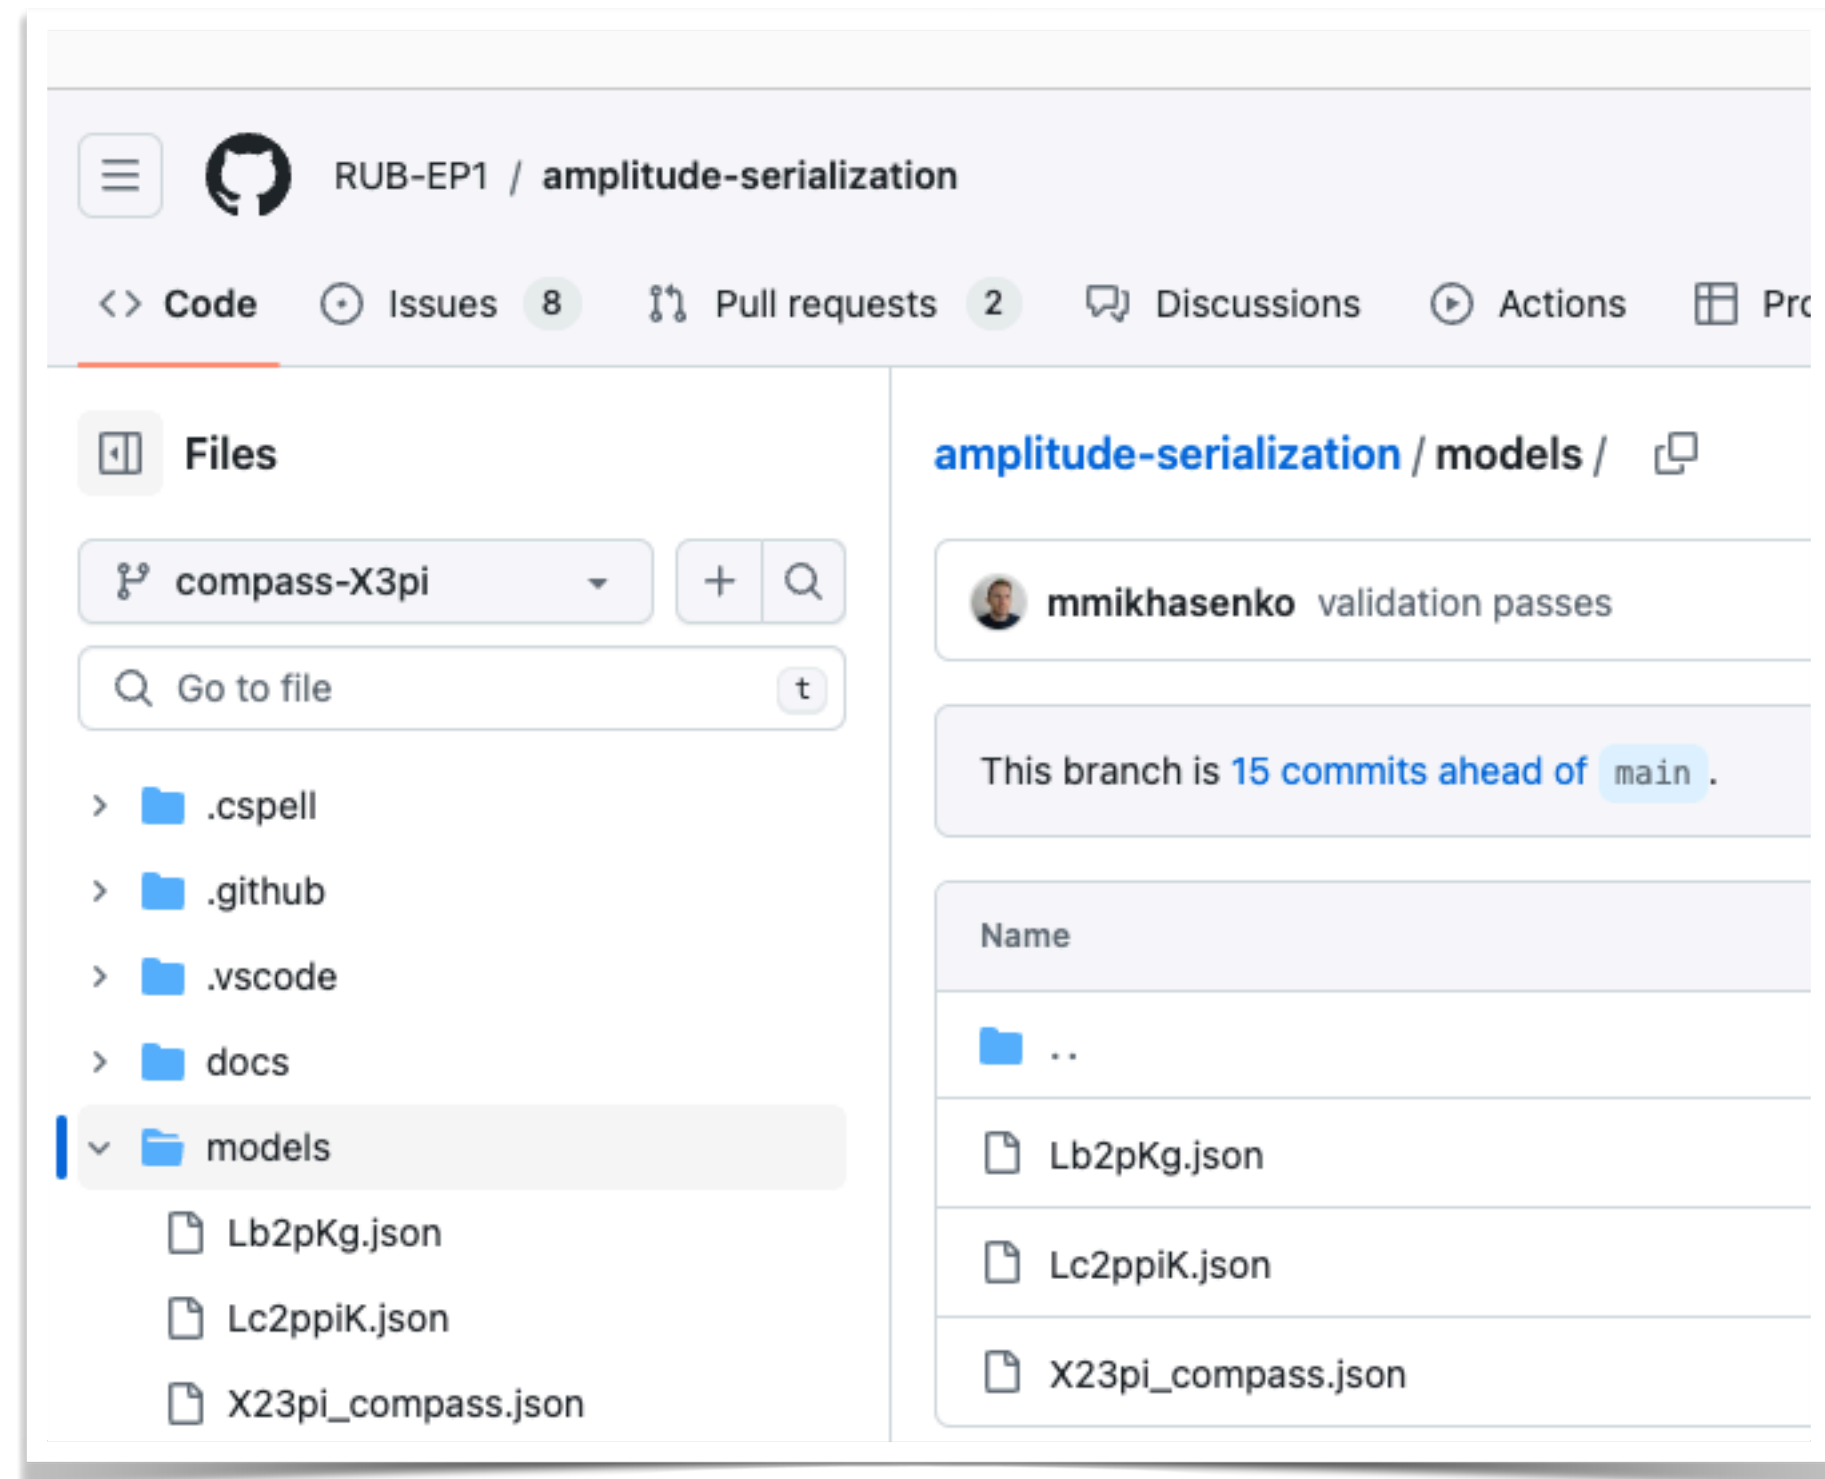 RUB-EP1 / amplitude-serialization
Code Issues 8 Pull requests 2 Discussions Actions
Files
compass-X3pi
Go to file t
.cspell
.github
.vscode
docs
models
Lb2pKg.json
Lc2ppiK.json
X23pi_compass.json
amplitude-serialization / models /
mmikhasenko validation passes
This branch is 15 commits ahead of main .
Name
..
Lb2pKg.json
Lc2ppiK.json
X23pi_compass.json